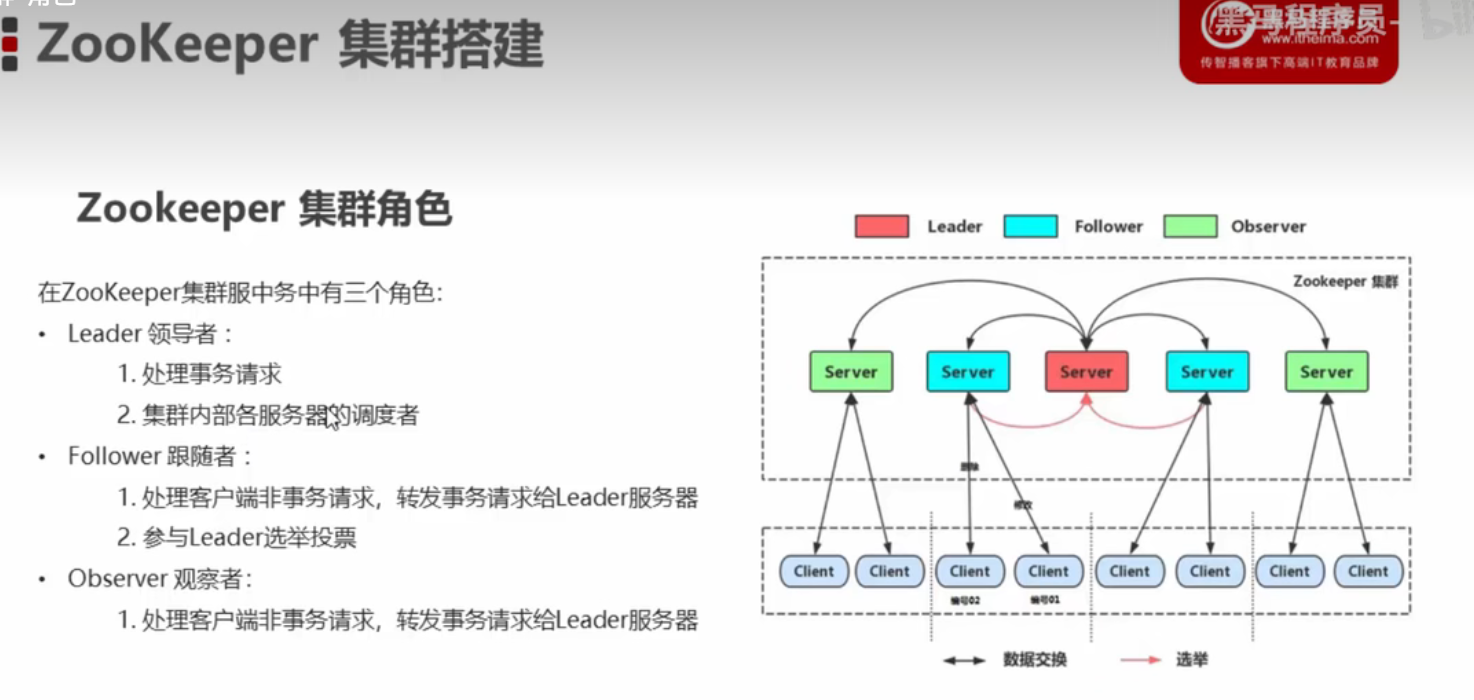 ZooKeeper 集群搭建
黑马程序员-
www.itheima.com
传智播客旗下高端IT教育品牌
Zookeeper 集群角色
在ZooKeeper集群服中务中有三个角色：
• Leader 领导者：
1. 处理事务请求
2. 集群内部各服务器的调度者
• Follower 跟随者：
1. 处理客户端非事务请求，转发事务请求给Leader服务器
2. 参与Leader选举投票
• Observer 观察者：
1. 处理客户端非事务请求，转发事务请求给Leader服务器
Leader Follower Observer
Zookeeper 集群
Server Server Server Server Server
修改
Client Client Client Client Client Client Client Client
编号02 编号01
数据交换 选举